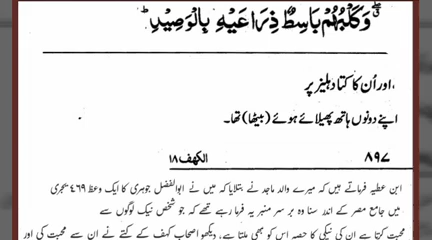 وَكَلْبُهُمْ بَاسِطٌ ذِرَاعَيْهِ بِالْوَصِيْدِ ؕ
، اور اُن کا کتا دہلیز پر
اپنے دونوں ہاتھ پھیلائے ہوئے (بیٹھا) تھا۔
الکھف ۱۸
۸۹۷
ابن عطیہ فرماتے ہیں کہ میرے والد ماجد نے بتلایا کہ میں نے ابوالفضل جوہری کا ایک وعظ ۴۶۹ ہجری
میں جامع مصر کے اندر سنا وہ بر سر منبر یہ فرما رہے تھے کہ جو شخص نیک لوگوں سے
محبت کرتا ہے ان کی نیکی کا حصہ اس کو بھی ملتا ہے، دیکھو اصحاب کہف کے کتے نے ان سے محبت کی اور